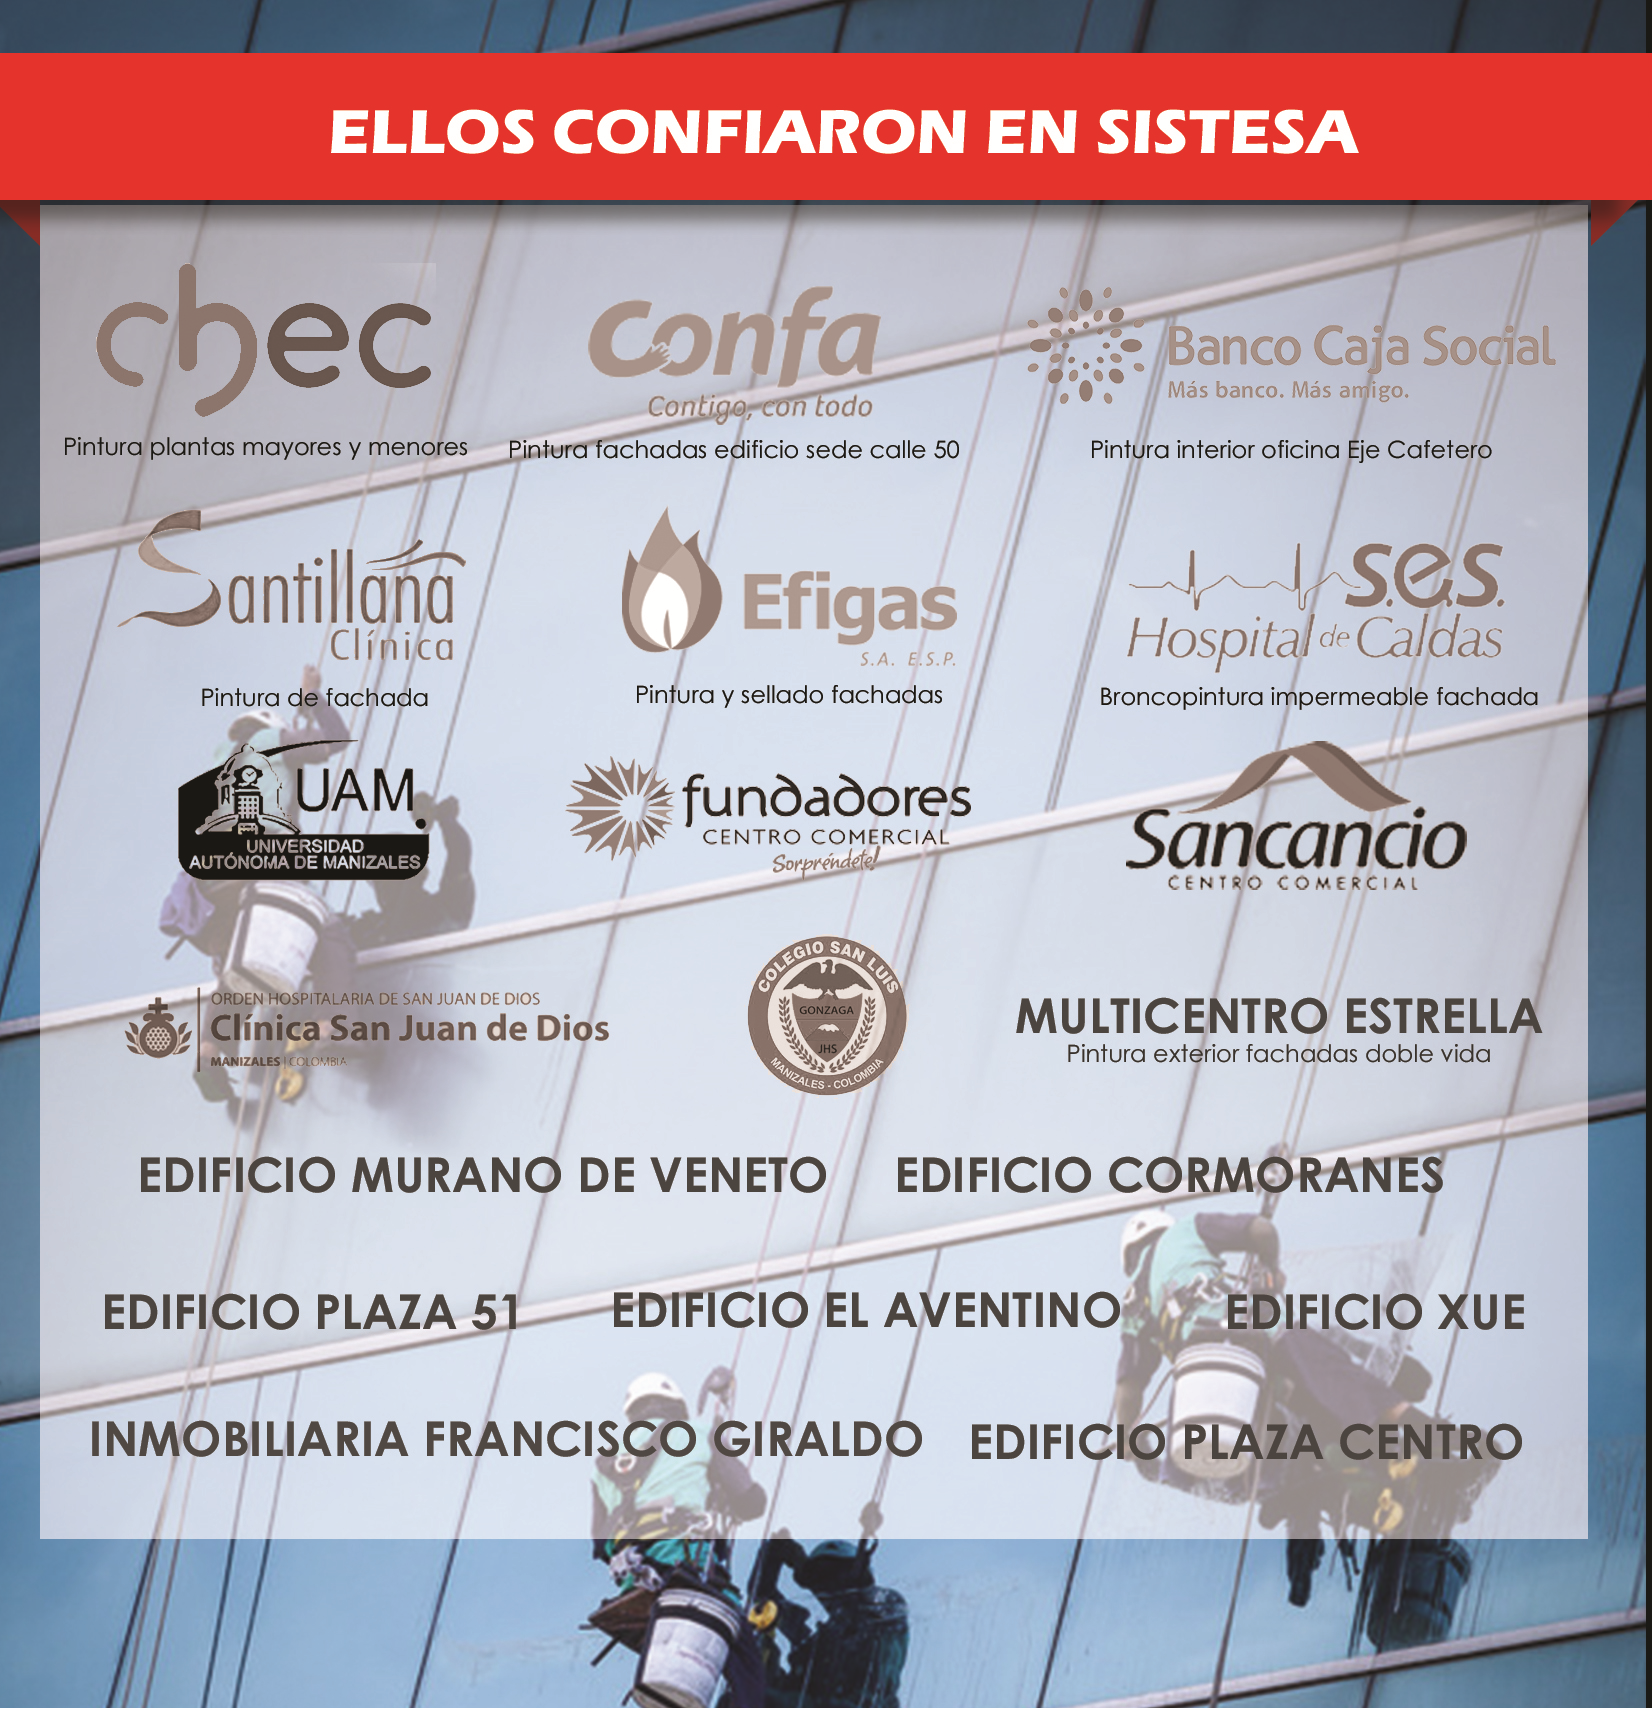 ELLOS CONFIARON EN SISTESA
chec
Pintura plantas mayores y menores
Confa
Contigo, con todo
Pintura fachadas edificio sede calle 50
Banco Caja Social
Más banco. Más amigo.
Pintura interior oficina Eje Cafetero
Santillana
Clínica
Pintura de fachada
Efigas
S.A. E.S.P.
Pintura y sellado fachadas
S.e.S.
Hospital de Caldas
Broncopintura impermeable fachada
UAM
UNIVERSIDAD
AUTÓNOMA DE MANIZALES
fundadores
CENTRO COMERCIAL
Sorpréndete!
Sancancio
CENTRO COMERCIAL
ORDEN HOSPITALARIA DE SAN JUAN DE DIOS
Clínica San Juan de Dios
MANIZALES | COLOMBIA
COLEGIO SAN LUIS
GONZAGA
JHS
MANIZALES - COLOMBIA
MULTICENTRO ESTRELLA
Pintura exterior fachadas doble vida
EDIFICIO MURANO DE VENETO
EDIFICIO CORMORANES
EDIFICIO PLAZA 51
EDIFICIO EL AVENTINO
EDIFICIO XUE
INMOBILIARIA FRANCISCO GIRALDO
EDIFICIO PLAZA CENTRO